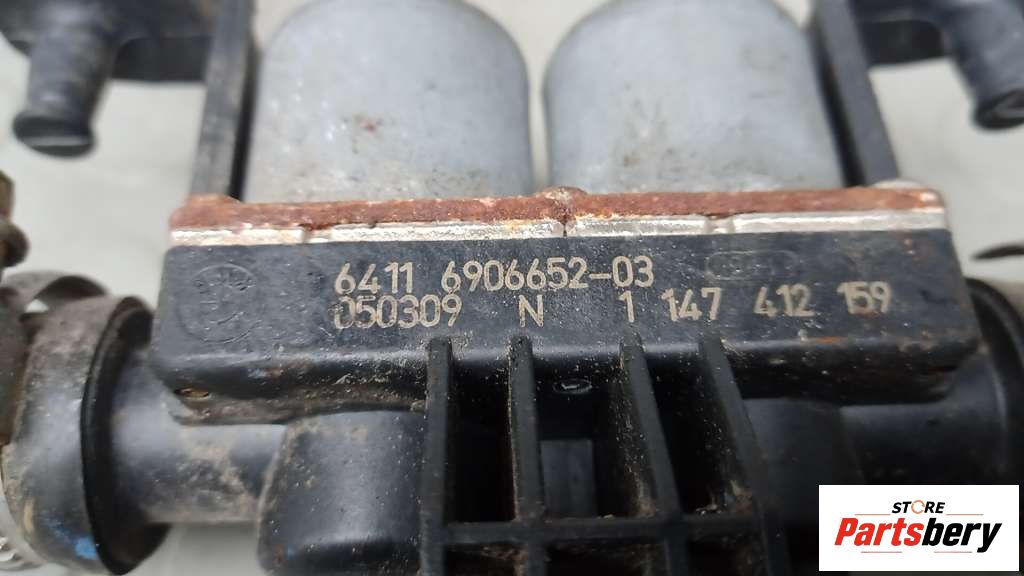 6411 6906652-03
050309 N 1 147 412 159
STORE
Partsbery